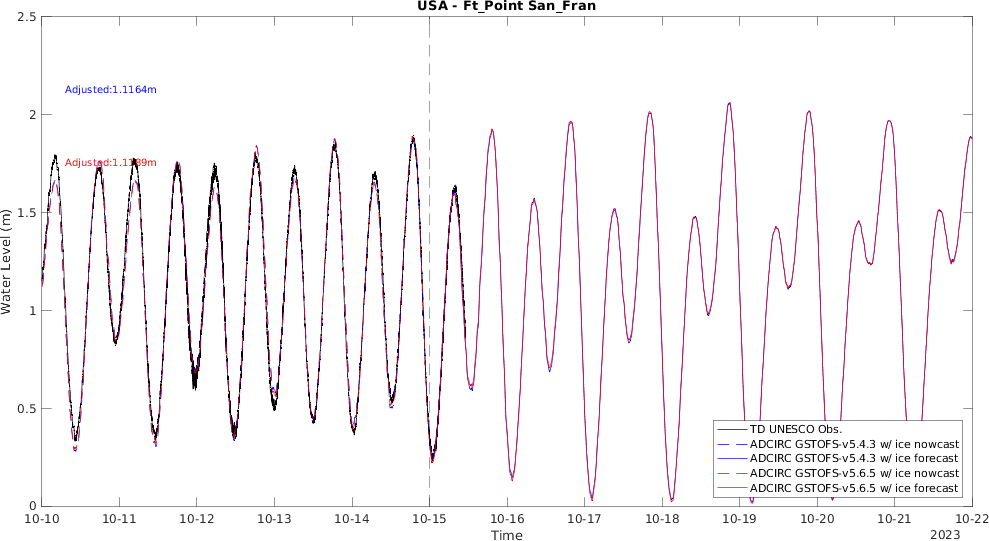 USA - Ft_Point San_Fran
2.5
Adjusted:1.1164m
2
Adjusted:1.1189m
1.5
Water Level (m)
1
0.5
0
TD UNESCO Obs.
ADCIRC GSTOFS-v5.4.3 w/ ice nowcast
ADCIRC GSTOFS-v5.4.3 w/ ice forecast
ADCIRC GSTOFS-v5.6.5 w/ ice nowcast
ADCIRC GSTOFS-v5.6.5 w/ ice forecast
10-10 10-11 10-12 10-13 10-14 10-15 10-16 10-17 10-18 10-19 10-20 10-21 10-22
Time
2023